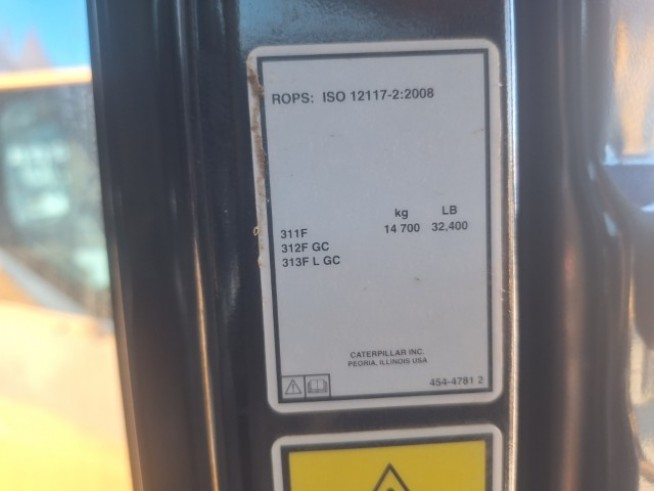 ROPS: ISO 12117-2:2008
kg LB
311F 14 700 32,400
312F GC
313F L GC
CATERPILLAR INC.
PEORIA, ILLINOIS USA
454-4781 2